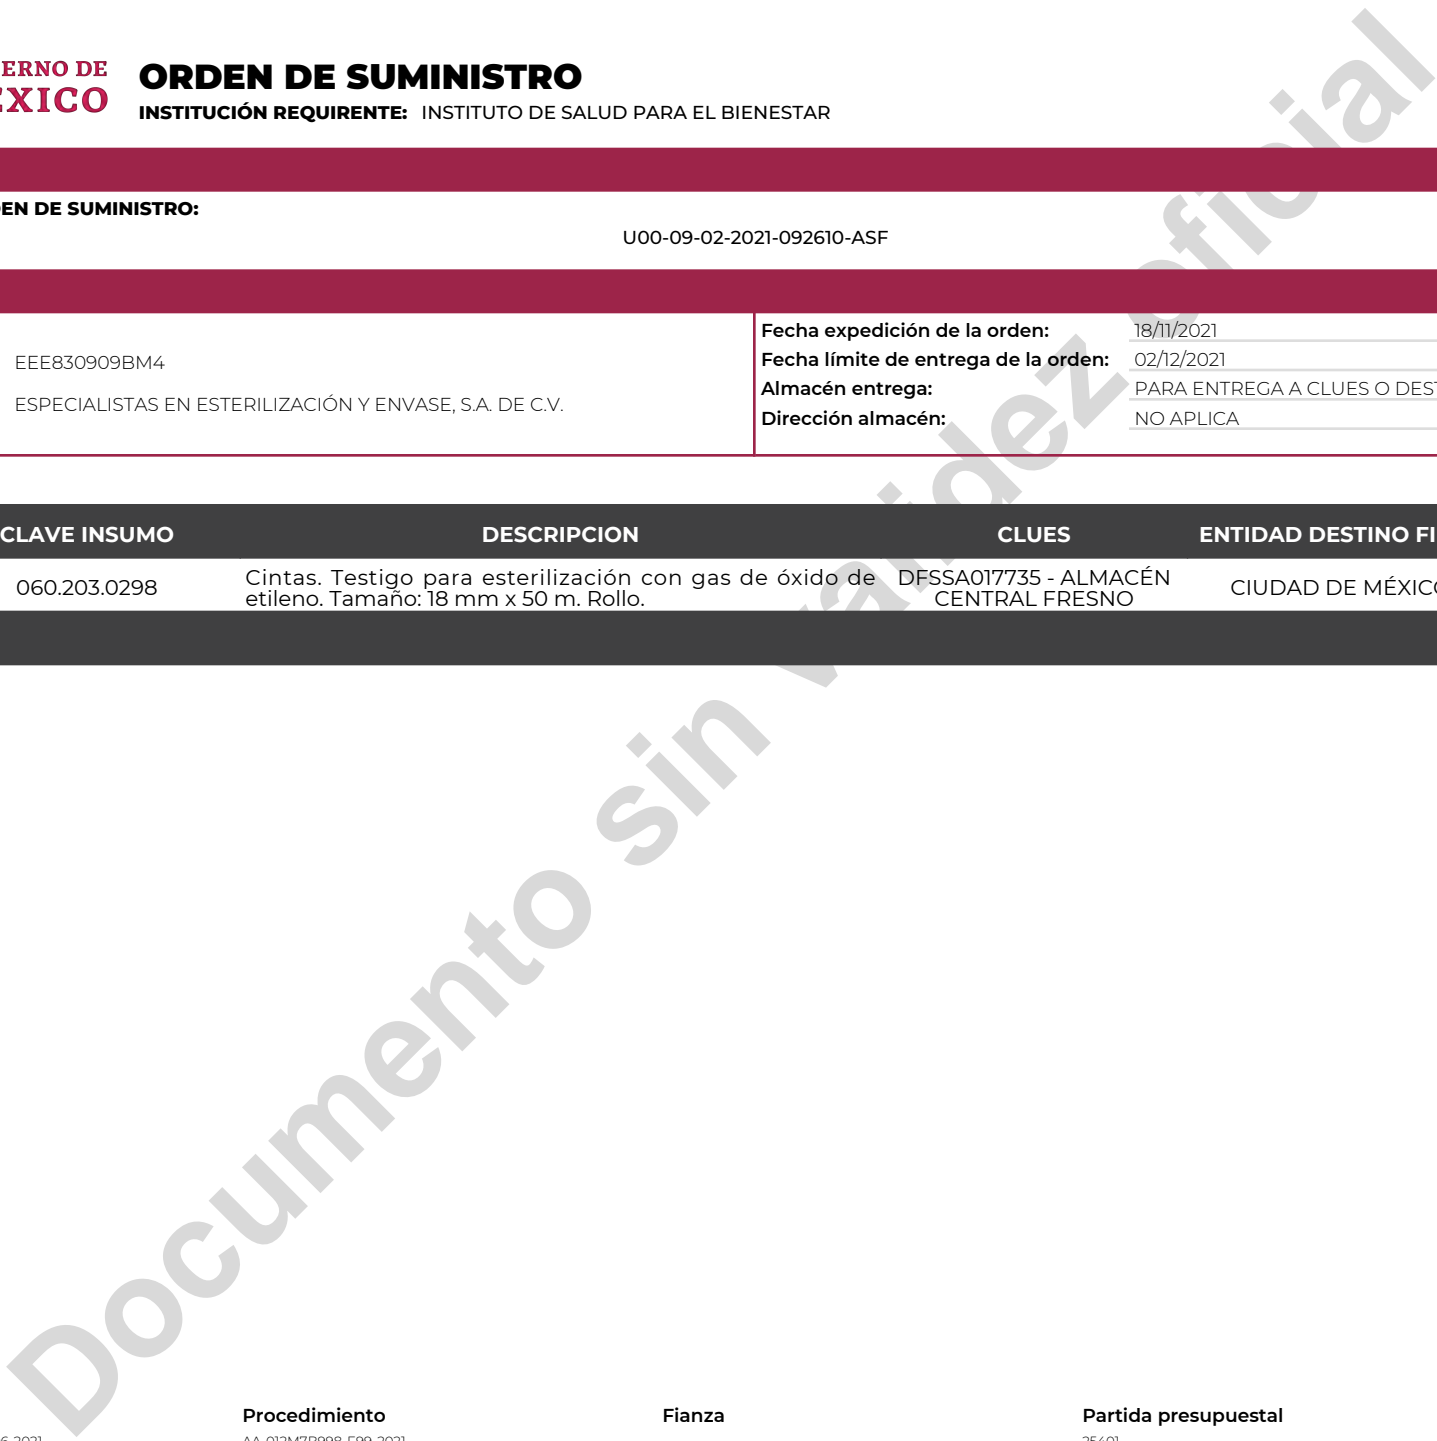 ERNO DE
ÉXICO
ORDEN DE SUMINISTRO
INSTITUCIÓN REQUIRENTE: INSTITUTO DE SALUD PARA EL BIENESTAR
EN DE SUMINISTRO:
U00-09-02-2021-092610-ASF
EEE830909BM4
ESPECIALISTAS EN ESTERILIZACIÓN Y ENVASE, S.A. DE C.V.
Fecha expedición de la orden: 18/11/2021
Fecha límite de entrega de la orden: 02/12/2021
Almacén entrega: PARA ENTREGA A CLUES O DEST
Dirección almacén: NO APLICA
CLAVE INSUMO DESCRIPCION CLUES ENTIDAD DESTINO FI
060.203.0298 Cintas. Testigo para esterilización con gas de óxido de etileno. Tamaño: 18 mm x 50 m. Rollo. DFSSA017735 - ALMACÉN CENTRAL FRESNO CIUDAD DE MÉXICO
Documento sin validez oficial
Procedimiento Fianza Partida presupuestal